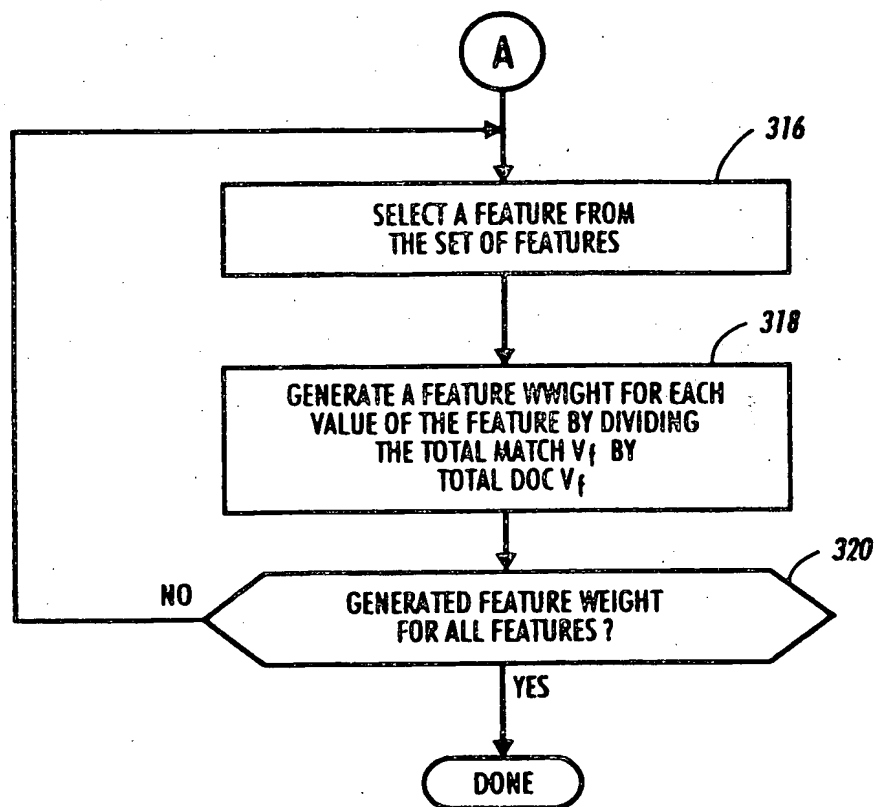 A
316
SELECT A FEATURE FROM
THE SET OF FEATURES
318
GENERATE A FEATURE WWIGHT FOR EACH
VALUE OF THE FEATURE BY DIVIDING
THE TOTAL MATCH Vf BY
TOTAL DOC Vf
320
NO
GENERATED FEATURE WEIGHT
FOR ALL FEATURES ?
YES
DONE